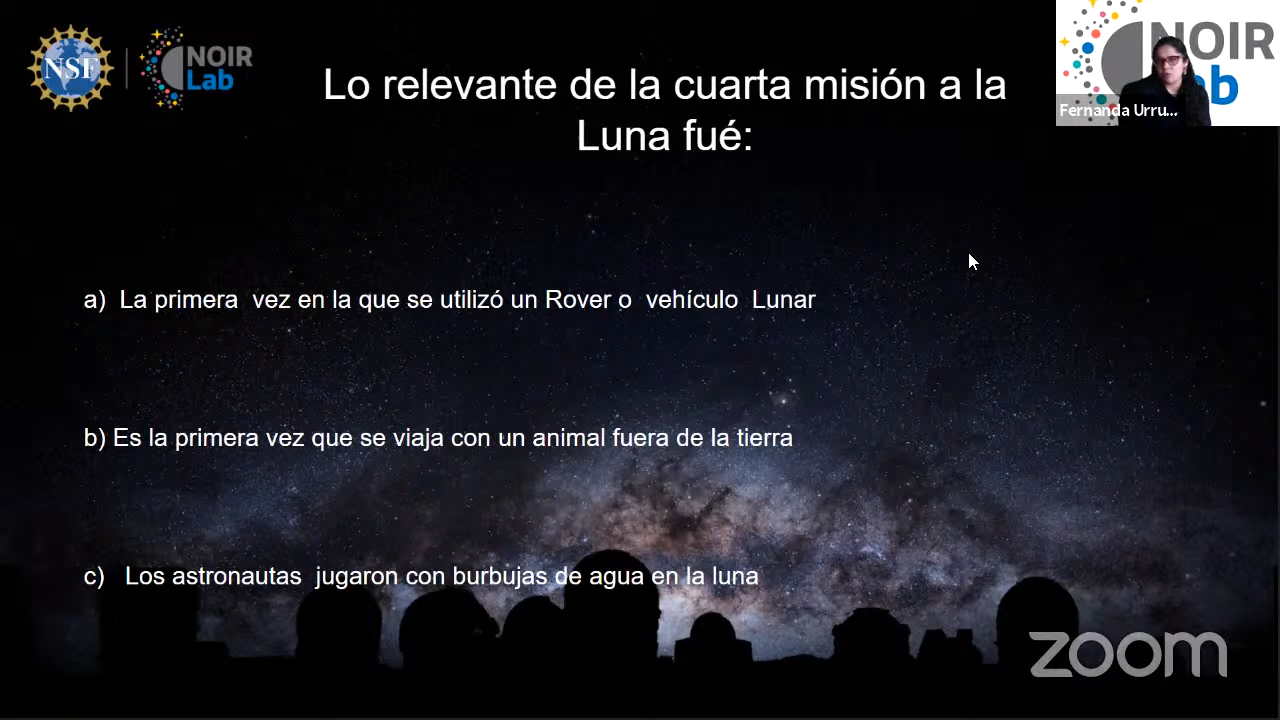 NSF
NOIR
Lab
Lo relevante de la cuarta misión a la
Luna fué:
NOIR
b
Fernanda Urru...
a) La primera vez en la que se utilizó un Rover o vehículo Lunar
b) Es la primera vez que se viaja con un animal fuera de la tierra
c) Los astronautas jugaron con burbujas de agua en la luna
zoom